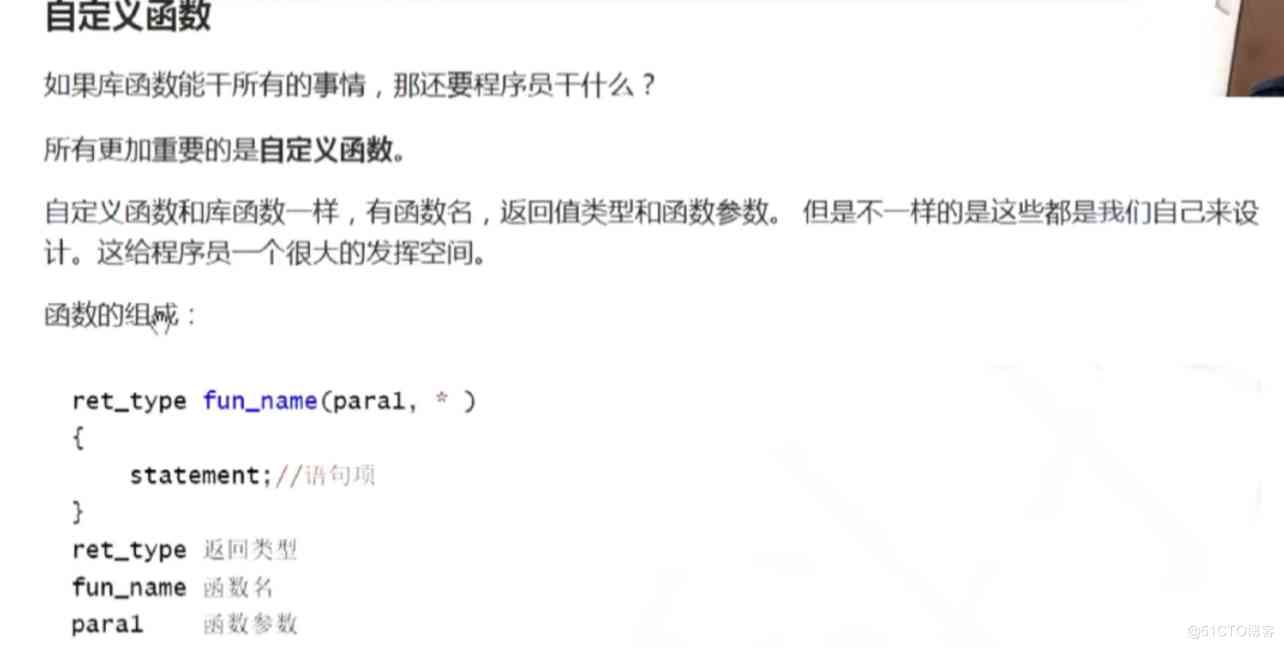 自定义函数
如果库函数能干所有的事情，那还要程序员干什么？
所有更加重要的是自定义函数。
自定义函数和库函数一样，有函数名，返回值类型和函数参数。 但是不一样的是这些都是我们自己来设
计。这给程序员一个很大的发挥空间。
函数的组成：
ret_type fun_name(para1, * )
{
statement;//语句项
}
ret_type 返回类型
fun_name 函数名
para1 函数参数
@51CTO博客